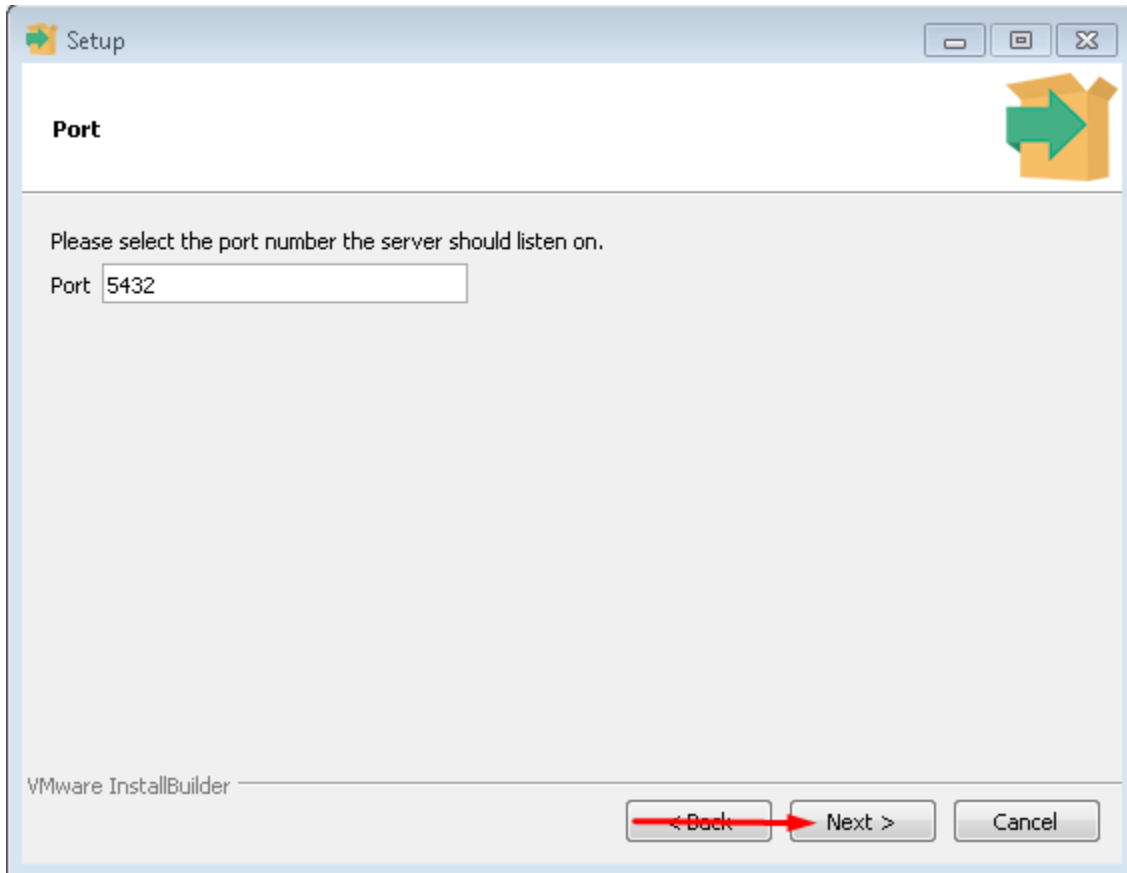 Setup
Port
Please select the port number the server should listen on.
Port 5432
VMware InstallBuilder
< Back Next > Cancel